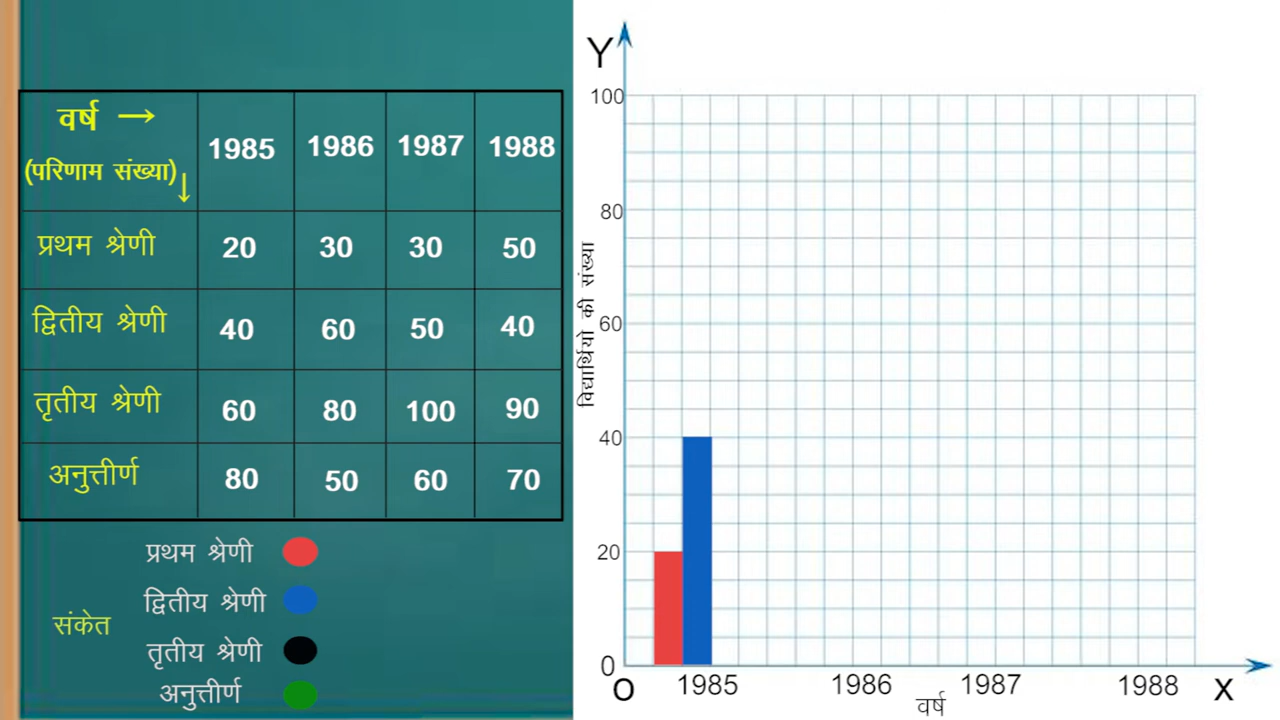 वर्ष → 1985 1986 1987 1988
(परिणाम संख्या) ↓
प्रथम श्रेणी 20 30 30 50
द्वितीय श्रेणी 40 60 50 40
तृतीय श्रेणी 60 80 100 90
अनुत्तीर्ण 80 50 60 70
संकेत
प्रथम श्रेणी
द्वितीय श्रेणी
तृतीय श्रेणी
अनुत्तीर्ण
Y
100
80
60
40
20
0
विद्यार्थियो की संख्या
O 1985 1986 1987 1988 X
वर्ष